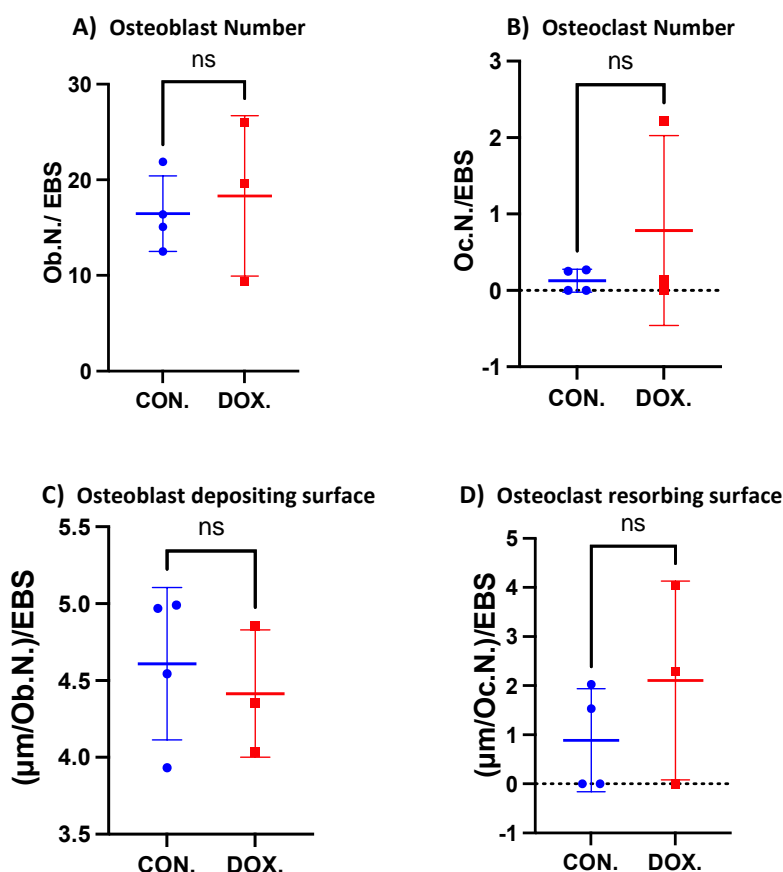 A) Osteoblast Number
ns
30
20
10
0
Ob.N./ EBS
CON.
DOX.
B) Osteoclast Number
ns
3
2
1
0
-1
Oc.N./EBS
CON.
DOX.
C) Osteoblast depositing surface
ns
5.5
5.0
4.5
4.0
3.5
(µm/Ob.N.)/EBS
CON.
DOX.
D) Osteoclast resorbing surface
ns
5
4
3
2
1
0
-1
(µm/Oc.N.)/EBS
CON.
DOX.